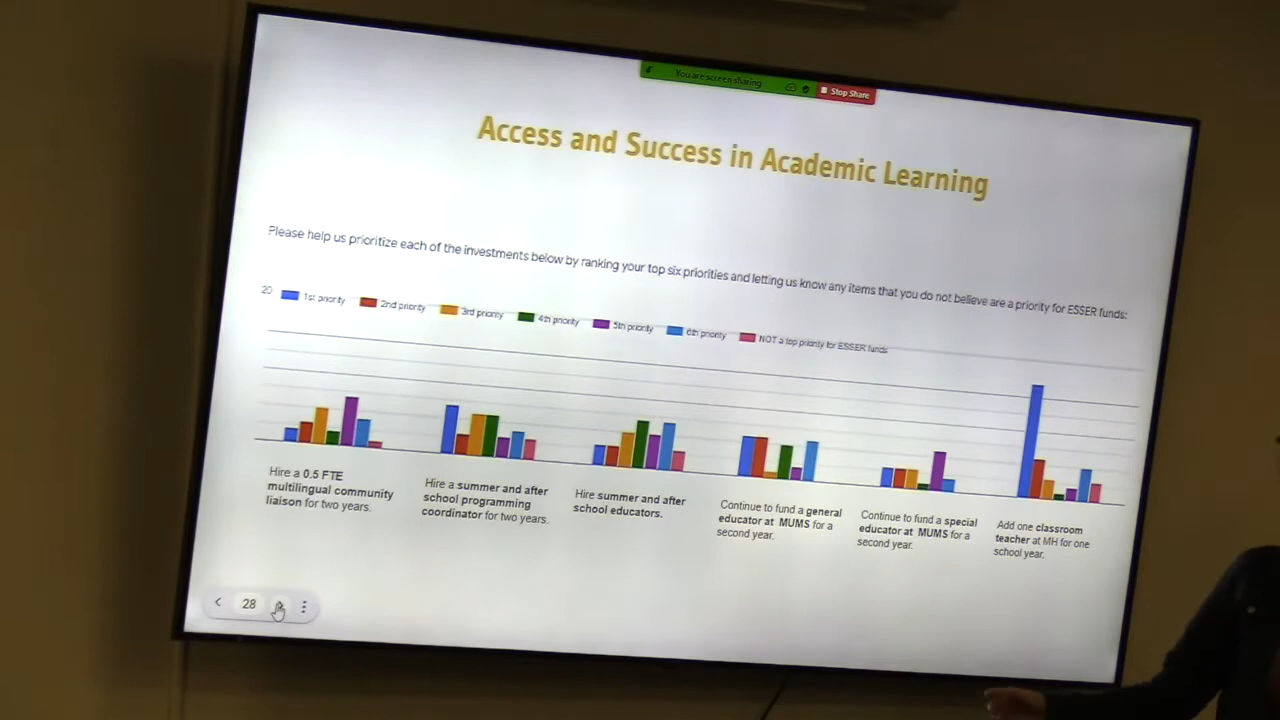 You are screen sharing
Stop Share
Access and Success in Academic Learning
Please help us prioritize each of the investments below by ranking your top six priorities and letting us know any items that you do not believe are a priority for ESSER funds:
20
1st priority
2nd priority
3rd priority
4th priority
5th priority
6th priority
NOT a top priority for ESSER funds
Hire a 0.5 FTE
multilingual community
liaison for two years.
Hire a summer and after
school programming
coordinator for two years.
Hire summer and after
school educators.
Continue to fund a general
educator at MUMS for a
second year.
Continue to fund a special
educator at MUMS for a
second year.
Add one classroom
teacher at MH for one
school year.
28